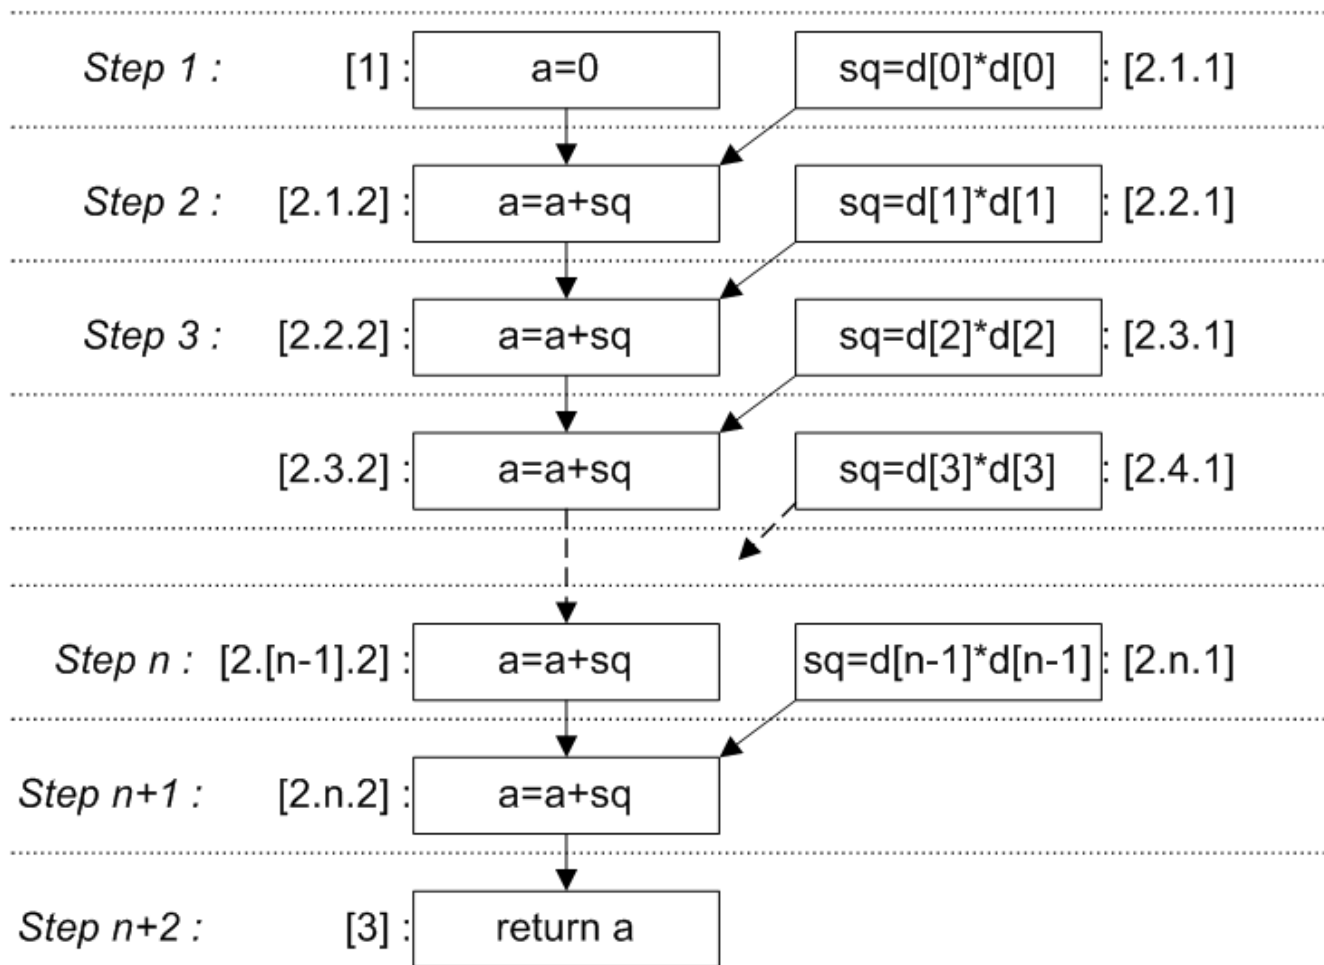 Step 1 : [1] : a=0 sq=d[0]*d[0] : [2.1.1]
Step 2 : [2.1.2] : a=a+sq sq=d[1]*d[1] : [2.2.1]
Step 3 : [2.2.2] : a=a+sq sq=d[2]*d[2] : [2.3.1]
[2.3.2] : a=a+sq sq=d[3]*d[3] : [2.4.1]
Step n : [2.[n-1].2] : a=a+sq sq=d[n-1]*d[n-1] : [2.n.1]
Step n+1 : [2.n.2] : a=a+sq
Step n+2 : [3] : return a